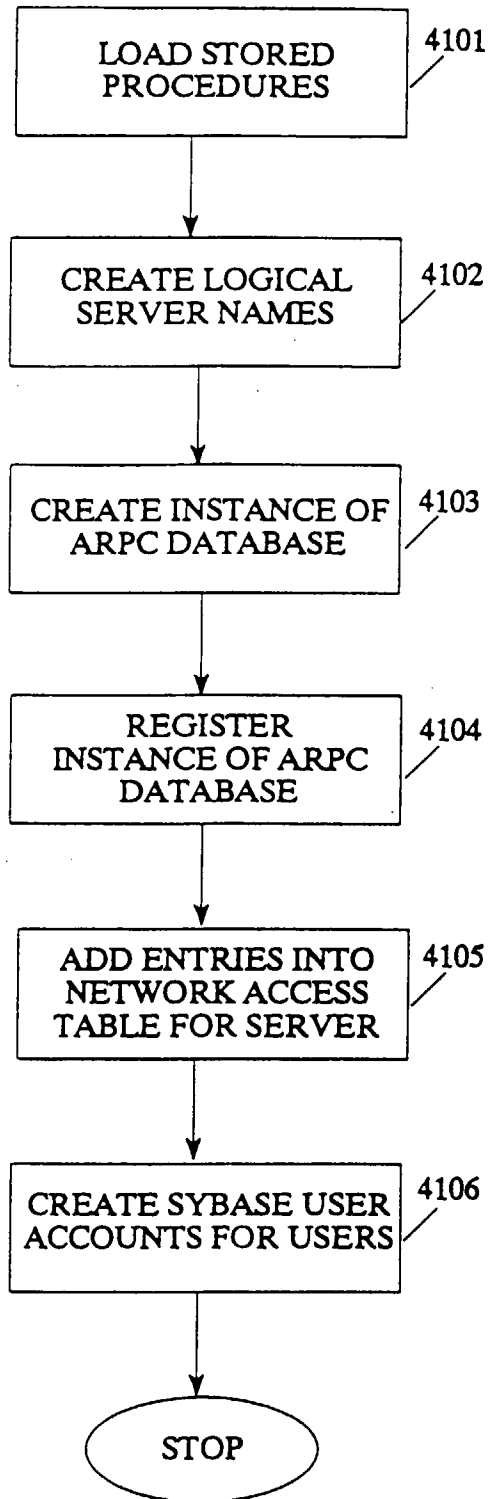 LOAD STORED
PROCEDURES
4101
CREATE LOGICAL
SERVER NAMES
4102
CREATE INSTANCE OF
ARPC DATABASE
4103
REGISTER
INSTANCE OF ARPC
DATABASE
4104
ADD ENTRIES INTO
NETWORK ACCESS
TABLE FOR SERVER
4105
CREATE SYBASE USER
ACCOUNTS FOR USERS
4106
STOP